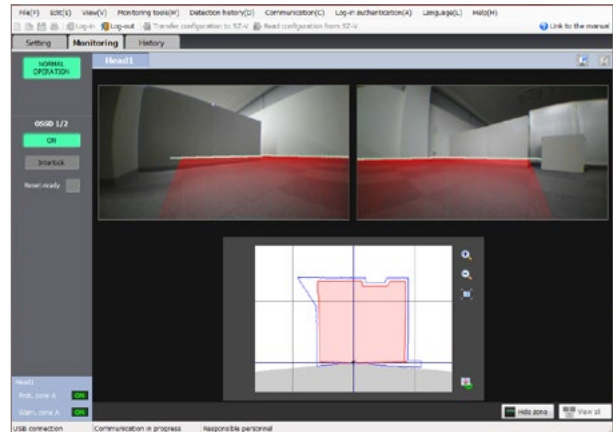 File(F) Edit(E) View(V) Monitoring tools(M) Detection history(D) Communication(C) Log-in authentication(A) Language(L) Help(H)
Log-in Log-out Transfer configuration to SZ-V Read configuration from SZ-V Link to the manual
Setting Monitoring History
NORMAL OPERATION
Head1
OSSD 1/2
ON
Interlock
Reset-ready
Head1
Prot. zone A ON
Warn. zone A ON
Hide zone View all
USB connection Communication in progress Responsible personnel